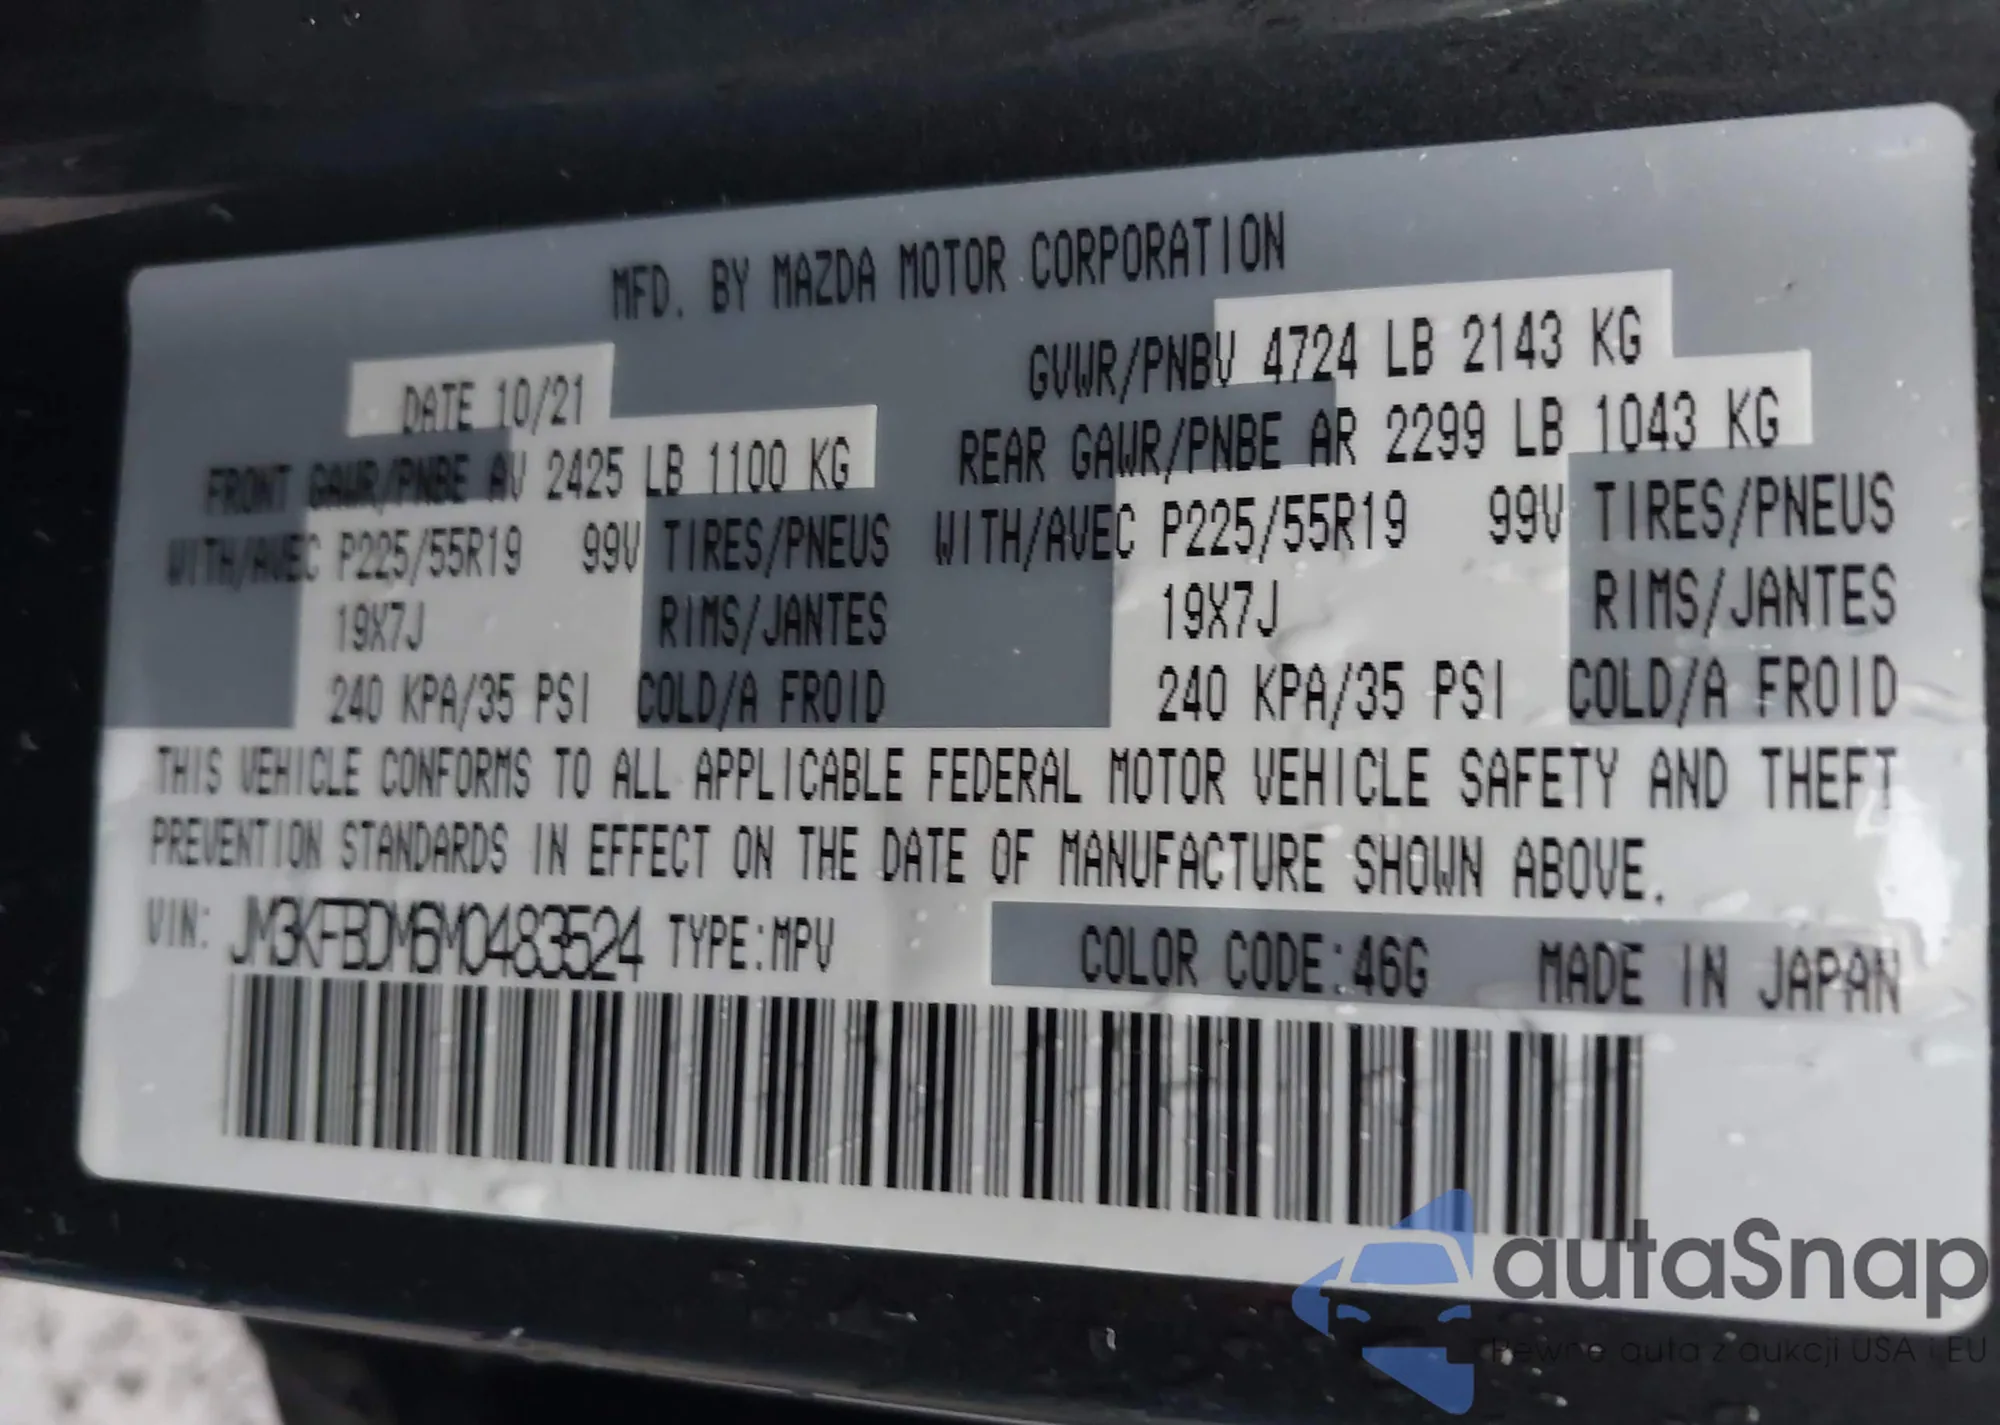 MFD. BY MAZDA MOTOR CORPORATION
DATE 10/21
GVWR/PNBV 4724 LB 2143 KG
FRONT GAWR/PNBE AV 2425 LB 1100 KG
REAR GAWR/PNBE AR 2299 LB 1043 KG
WITH/AVEC P225/55R19 99V TIRES/PNEUS
WITH/AVEC P225/55R19 99V TIRES/PNEUS
19X7J RIMS/JANTES
19X7J RIMS/JANTES
240 KPA/35 PSI COLD/A FROID
240 KPA/35 PSI COLD/A FROID
THIS VEHICLE CONFORMS TO ALL APPLICABLE FEDERAL MOTOR VEHICLE SAFETY AND THEFT
PREVENTION STANDARDS IN EFFECT ON THE DATE OF MANUFACTURE SHOWN ABOVE.
VIN: JM3KFBDM6M0483524 TYPE:MPV COLOR CODE:46G MADE IN JAPAN
autaSnap
Pewne auta z aukcji USA i EU